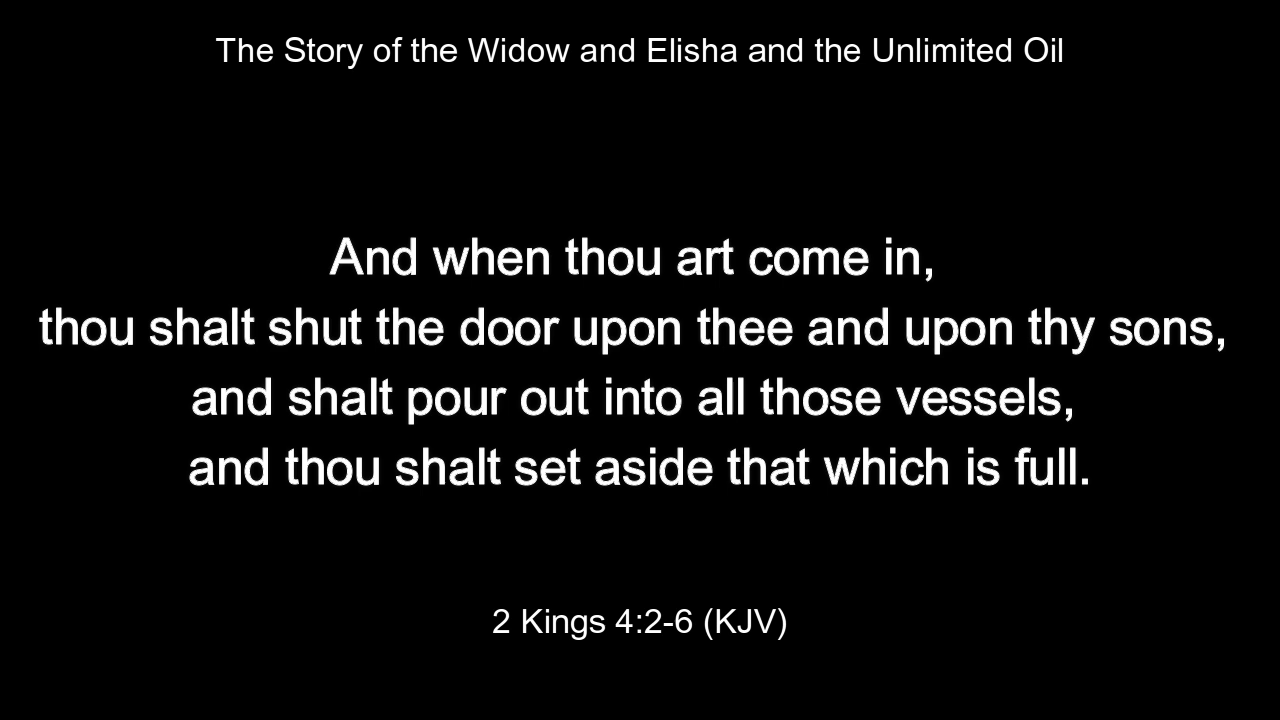 The Story of the Widow and Elisha and the Unlimited Oil
And when thou art come in,
thou shalt shut the door upon thee and upon thy sons,
and shalt pour out into all those vessels,
and thou shalt set aside that which is full.
2 Kings 4:2-6 (KJV)